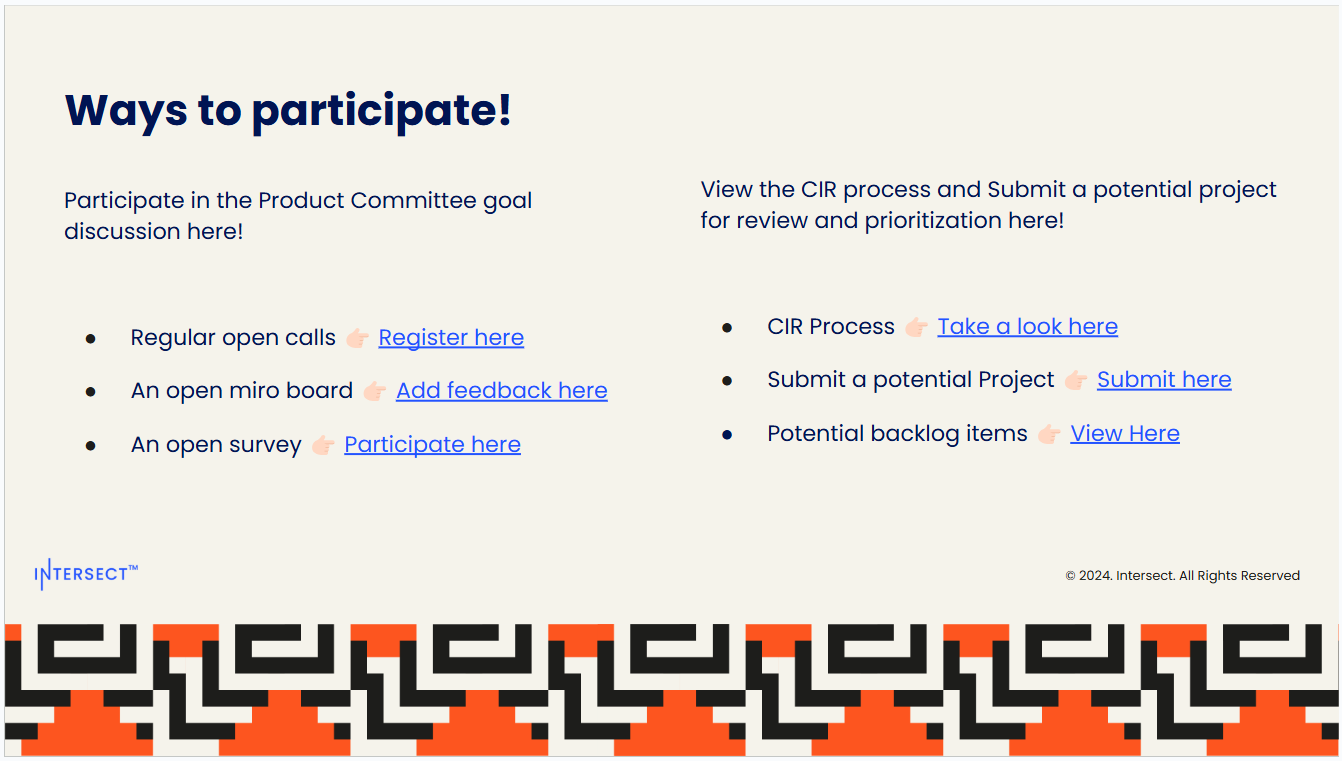 Ways to participate!
Participate in the Product Committee goal
discussion here!
● Regular open calls 👉🏻 Register here
● An open miro board 👉🏻 Add feedback here
● An open survey 👉🏻 Participate here
View the CIR process and Submit a potential project
for review and prioritization here!
● CIR Process 👉🏻 Take a look here
● Submit a potential Project 👉🏻 Submit here
● Potential backlog items 👉🏻 View Here
INTERSECT™
© 2024. Intersect. All Rights Reserved